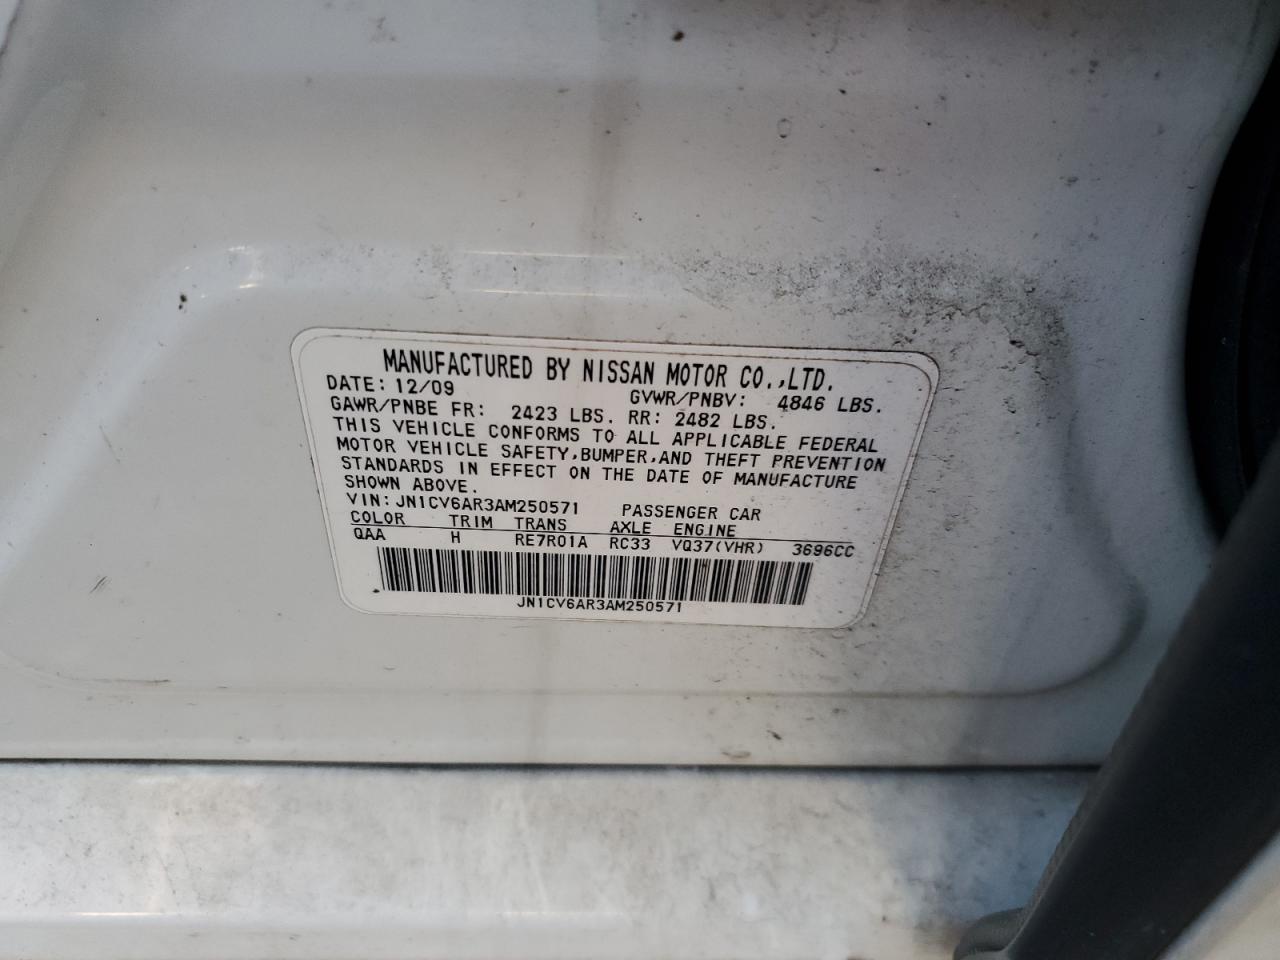 MANUFACTURED BY NISSAN MOTOR CO.,LTD.
DATE: 12/09 GVWR/PNBV: 4846 LBS.
GAWR/PNBE FR: 2423 LBS. RR: 2482 LBS.
THIS VEHICLE CONFORMS TO ALL APPLICABLE FEDERAL
MOTOR VEHICLE SAFETY,BUMPER,AND THEFT PREVENTION
STANDARDS IN EFFECT ON THE DATE OF MANUFACTURE
SHOWN ABOVE.
VIN: JN1CV6AR3AM250571 PASSENGER CAR
COLOR TRIM TRANS AXLE ENGINE
QAA H RE7R01A RC33 VQ37(VHR) 3696CC
JN1CV6AR3AM250571